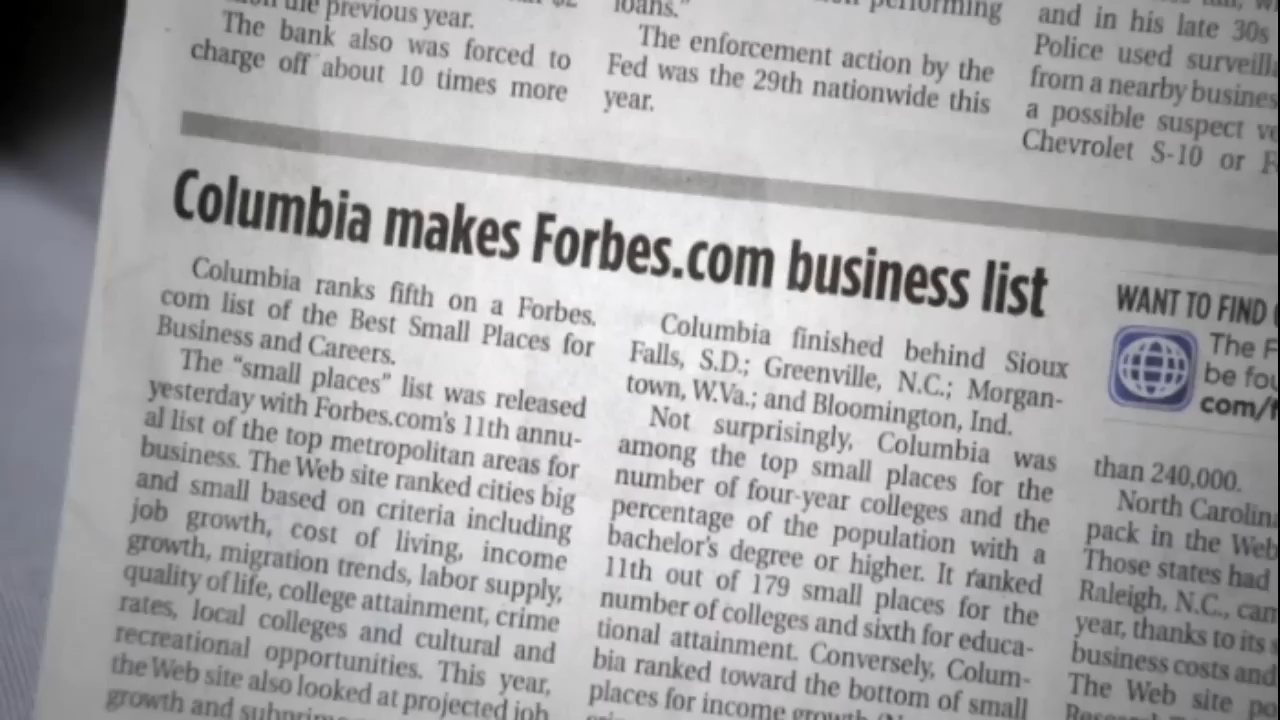 the previous year.
The bank also was forced to
charge off about 10 times more
loans."
performing
The enforcement action by the
Fed was the 29th nationwide this
year.
and in his late 30s
Police used
from a nearby
a possible suspect
Chevrolet S-10 or
Columbia makes Forbes.com business list
Columbia ranks fifth on a Forbes.
com list of the Best Small Places for
Business and Careers.
The "small places" list was released
yesterday with Forbes.com's 11th annu-
al list of the top metropolitan areas for
business. The Web site ranked cities big
and small based on criteria including
job growth, cost of living, income
growth, migration trends, labor supply,
quality of life, college attainment, crime
rates, local colleges and cultural and
recreational opportunities. This year,
the Web site also looked at projected job
growth and
Columbia finished behind Sioux
Falls, S.D.; Greenville, N.C.; Morgan-
town, W.Va.; and Bloomington, Ind.
Not surprisingly, Columbia was
among the top small places for the
number of four-year colleges and the
percentage of the population with a
bachelor's degree or higher. It ranked
11th out of 179 small places for the
number of colleges and sixth for educa-
tional attainment. Conversely, Colum-
bia ranked toward the bottom of small
places for income growth
WANT TO FIND
The
be
com/
than 240,000.
North
pack in the Web
Those states had
Raleigh, N.C.,
year, thanks to its
business costs and
The Web site